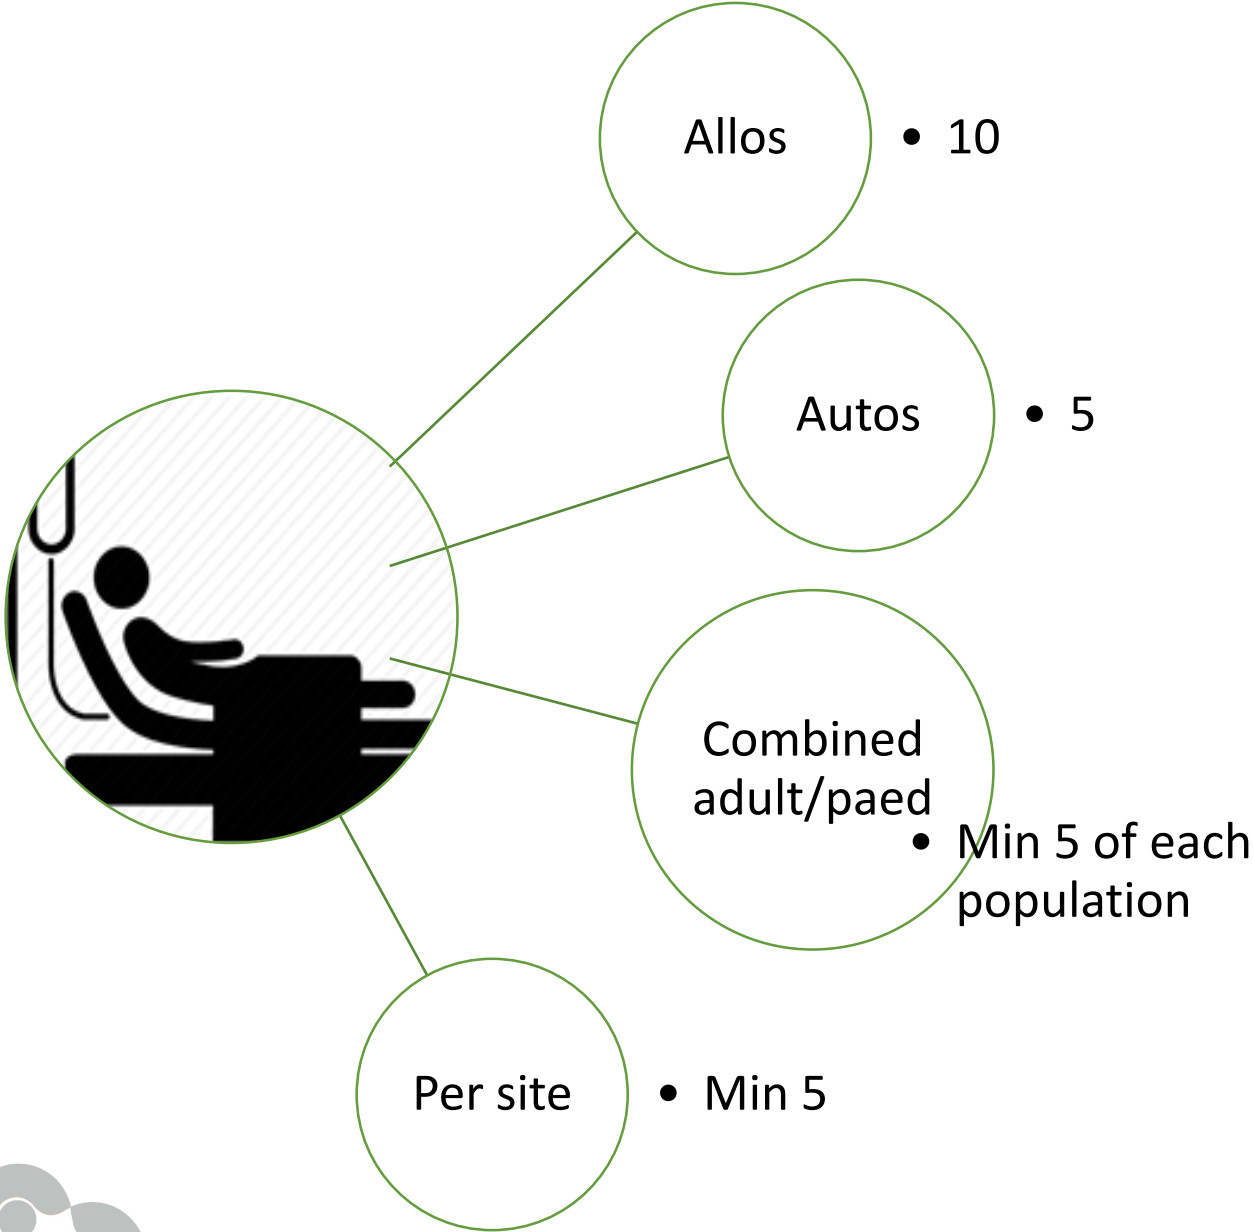 Allos
• 10
Autos
• 5
Combined
adult/paed
• Min 5 of each
population
Per site
• Min 5